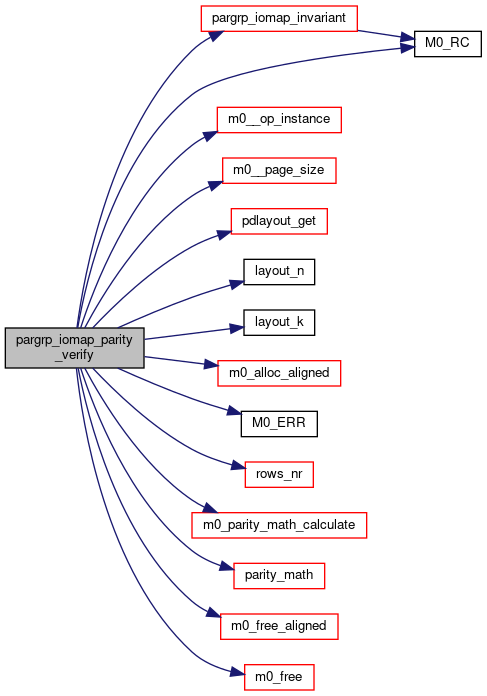 pargrp_iomap_invariant
M0_RC
m0__op_instance
m0__page_size
pdlayout_get
layout_n
layout_k
pargrp_iomap_parity
_verify
m0_alloc_aligned
M0_ERR
rows_nr
m0_parity_math_calculate
parity_math
m0_free_aligned
m0_free